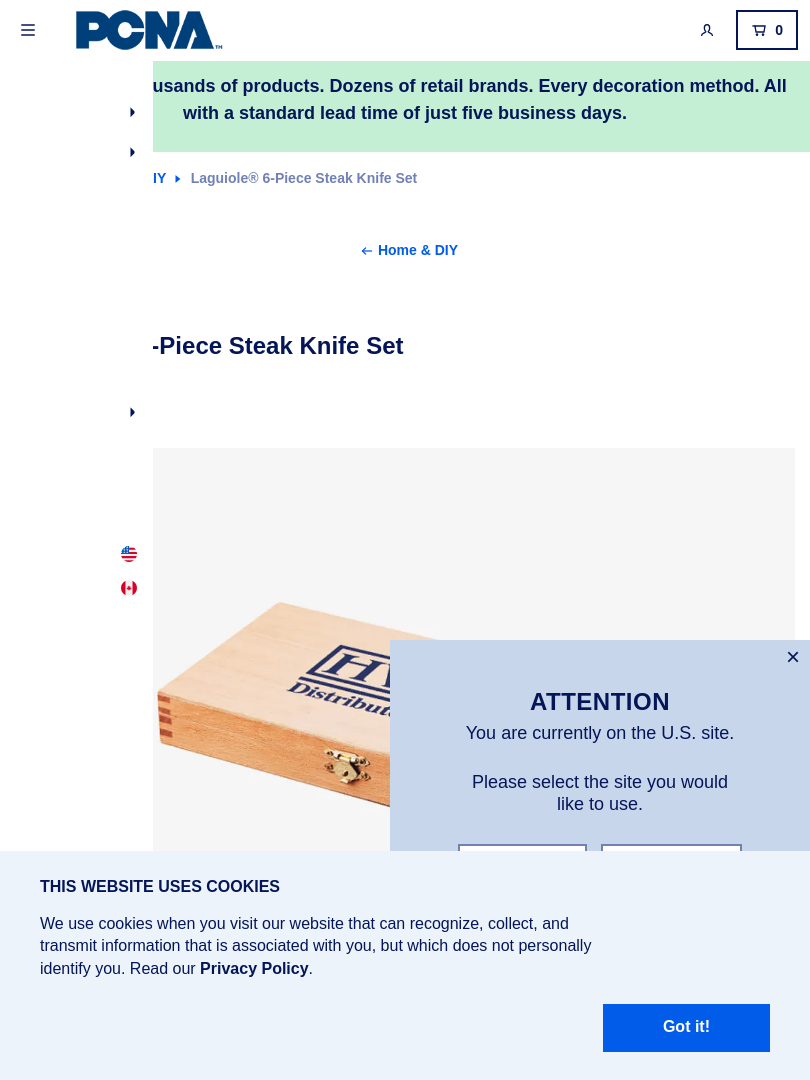 PCNA™
0
usands of products. Dozens of retail brands. Every decoration method. All
with a standard lead time of just five business days.
IY Laguiole® 6-Piece Steak Knife Set
Home & DIY
-Piece Steak Knife Set
ATTENTION
You are currently on the U.S. site.
Please select the site you would
like to use.
THIS WEBSITE USES COOKIES
We use cookies when you visit our website that can recognize, collect, and
transmit information that is associated with you, but which does not personally
identify you. Read our Privacy Policy.
Got it!